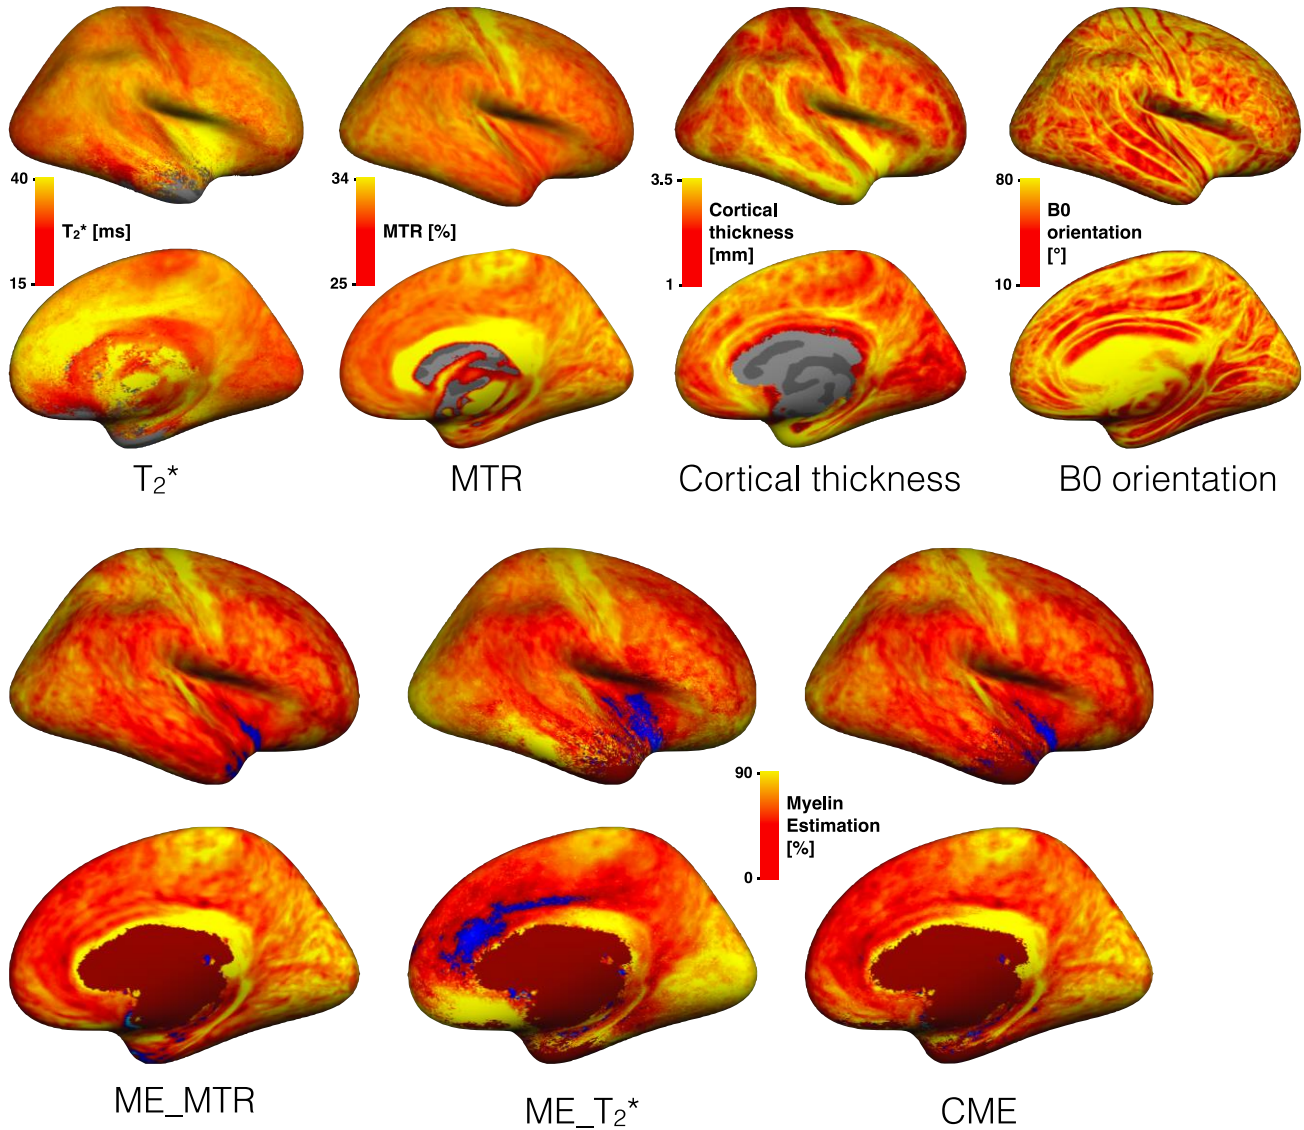 40
T₂* [ms]
15
34
MTR [%]
25
3.5
Cortical
thickness
[mm]
1
80
B0
orientation
[°]
10
T₂*
MTR
Cortical thickness
B0 orientation
90
Myelin
Estimation
[%]
0
ME_MTR
ME_T₂*
CME